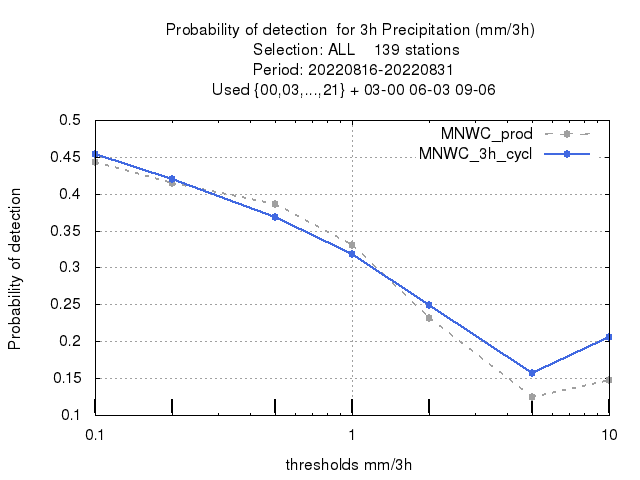 Probability of detection  for 3h Precipitation (mm/3h)
Selection: ALL    139 stations
Period: 20220816-20220831
Used {00,03,...,21} + 03-00 06-03 09-06
MNWC_prod
MNWC_3h_cycl
0.5
0.45
0.4
0.35
0.3
0.25
0.2
0.15
0.1
Probability of detection
0.1 1 10
thresholds mm/3h